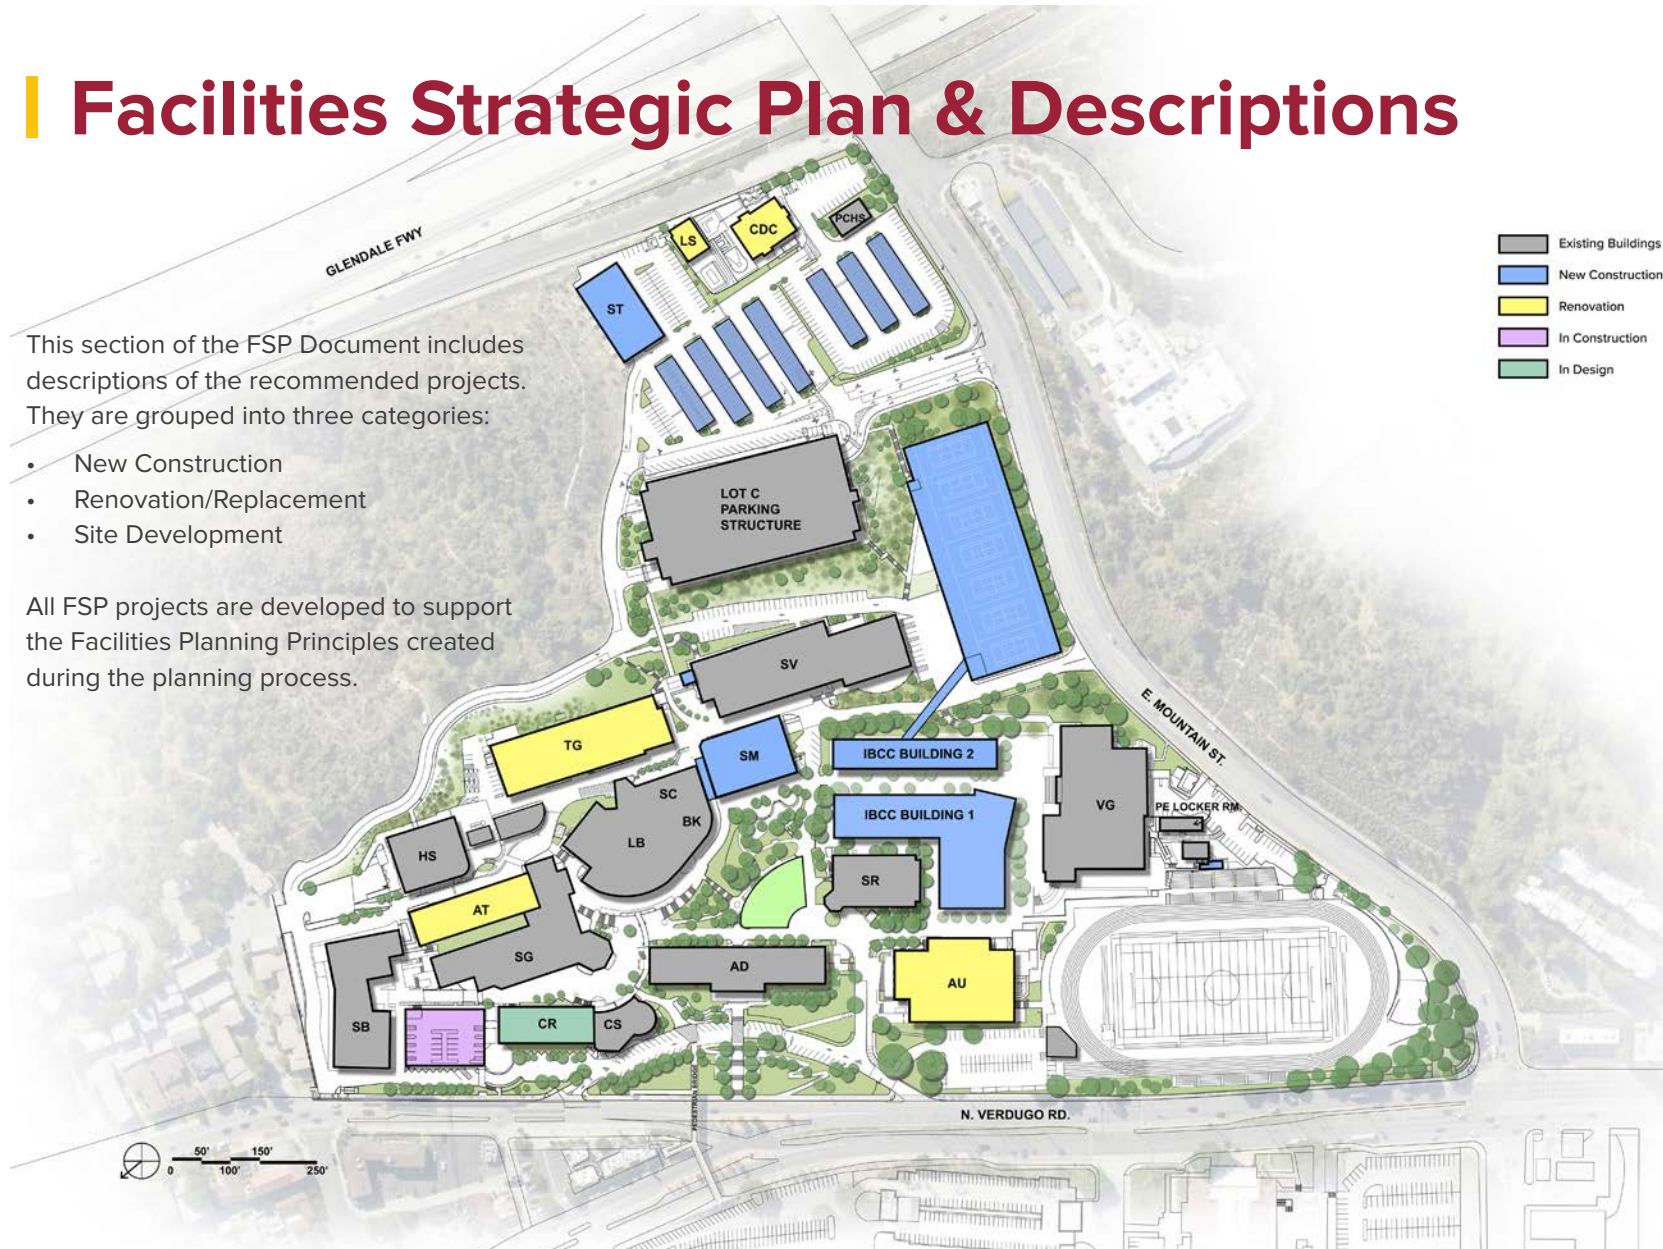 Facilities Strategic Plan & Descriptions
GLENDALE FWY
LS
CDC
PCHS
ST
Existing Buildings
New Construction
Renovation
In Construction
In Design
This section of the FSP Document includes
descriptions of the recommended projects.
They are grouped into three categories:
• New Construction
• Renovation/Replacement
• Site Development
All FSP projects are developed to support
the Facilities Planning Principles created
during the planning process.
LOT C
PARKING
STRUCTURE
SV
E. MOUNTAIN ST.
TG
SM
IBCC BUILDING 2
SC
BK
LB
IBCC BUILDING 1
VG
PE LOCKER RM.
HS
SR
AT
SG
AD
AU
SB
CR
CS
PEDESTRIAN BRIDGE
N. VERDUGO RD.
50' 150'
0 100' 250'